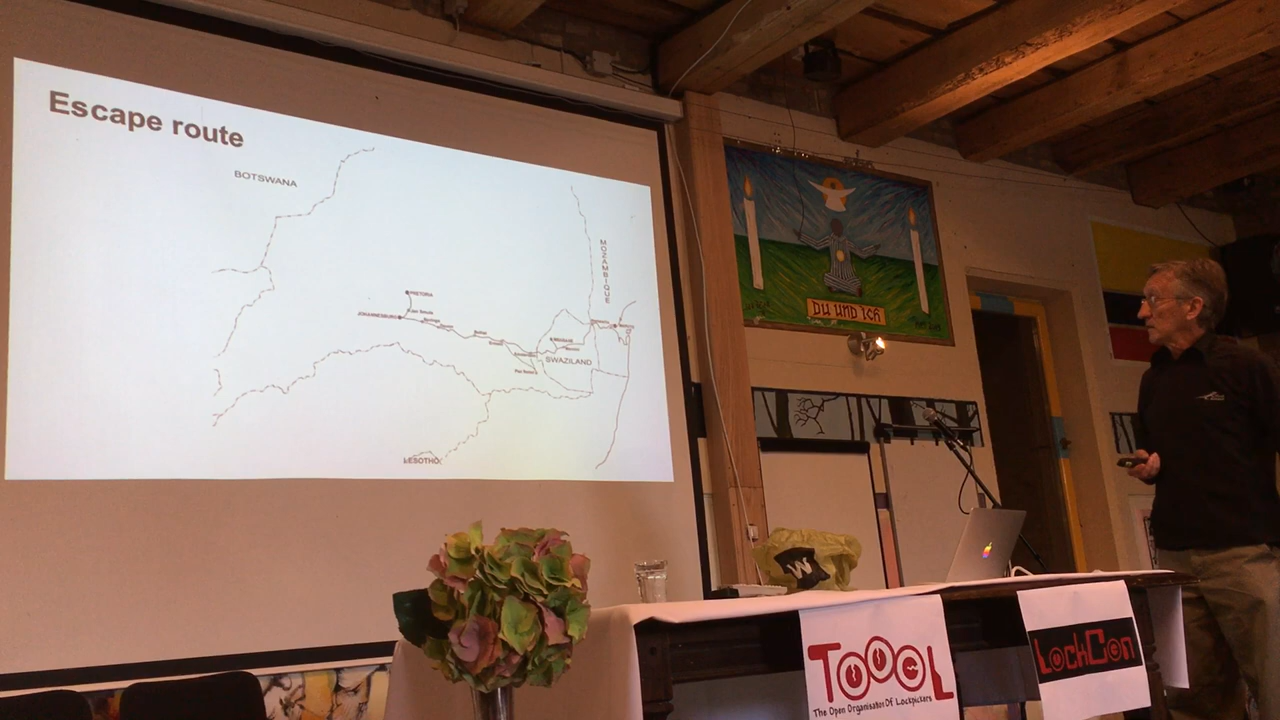 Escape route
BOTSWANA
MOZAMBIQUE
PRETORIA
JOHANNESBURG
SWAZILAND
LESOTHO
DU UND ICH
W
TOOOL
The Open Organisation Of Lockpickers
LockCon